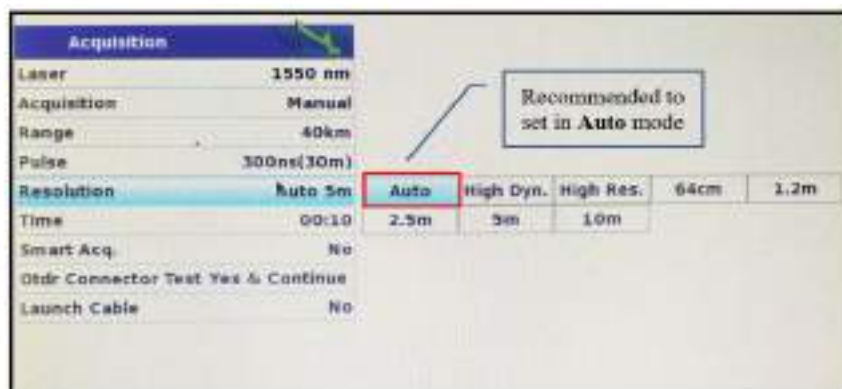 Acquisition
Laser 1550 nm
Acquisition Manual
Range 40km
Pulse 300ns(30m)
Resolution Auto 5m
Time 00:10
Smart Acq. No
Otdr Connector Test Yes & Continue
Launch Cable No
Recommended to
set in Auto mode
Auto High Dyn. High Res. 64cm 1.2m
2.5m 5m 10m